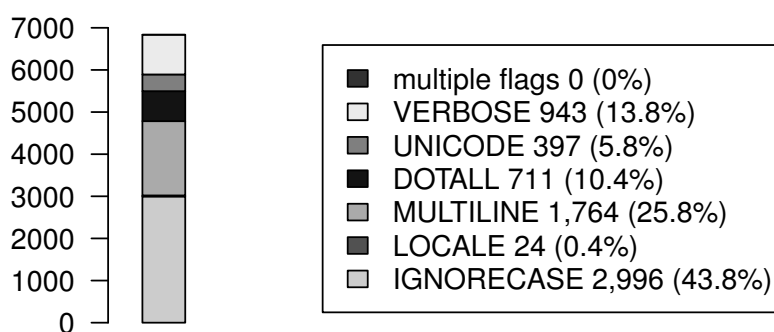 7000
6000
5000
4000
3000
2000
1000
0
multiple flags 0 (0%)
VERBOSE 943 (13.8%)
UNICODE 397 (5.8%)
DOTALL 711 (10.4%)
MULTILINE 1,764 (25.8%)
LOCALE 24 (0.4%)
IGNORECASE 2,996 (43.8%)